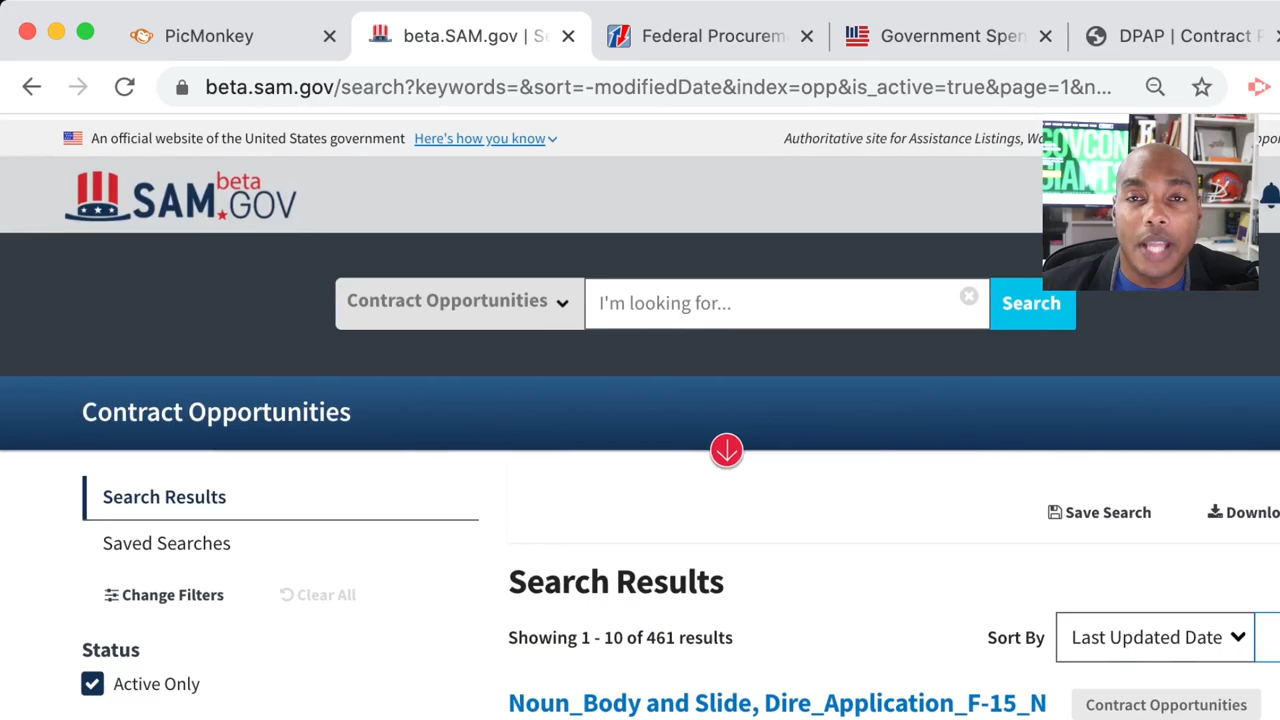 PicMonkey
beta.SAM.gov | Se
Federal Procurem
Government Spen
DPAP | Contract P
beta.sam.gov/search?keywords=&sort=-modifiedDate&index=opp&is_active=true&page=1&n...
An official website of the United States government Here's how you know
Authoritative site for Assistance Listings, Wa
SAM.GOV beta
GOVCON
GIANTS
Contract Opportunities
I'm looking for...
Search
Contract Opportunities
Search Results
Saved Searches
Change Filters
Clear All
Status
Active Only
Save Search
Downlo
Search Results
Showing 1 - 10 of 461 results
Sort By
Last Updated Date
Noun_Body and Slide, Dire_Application_F-15_N
Contract Opportunities